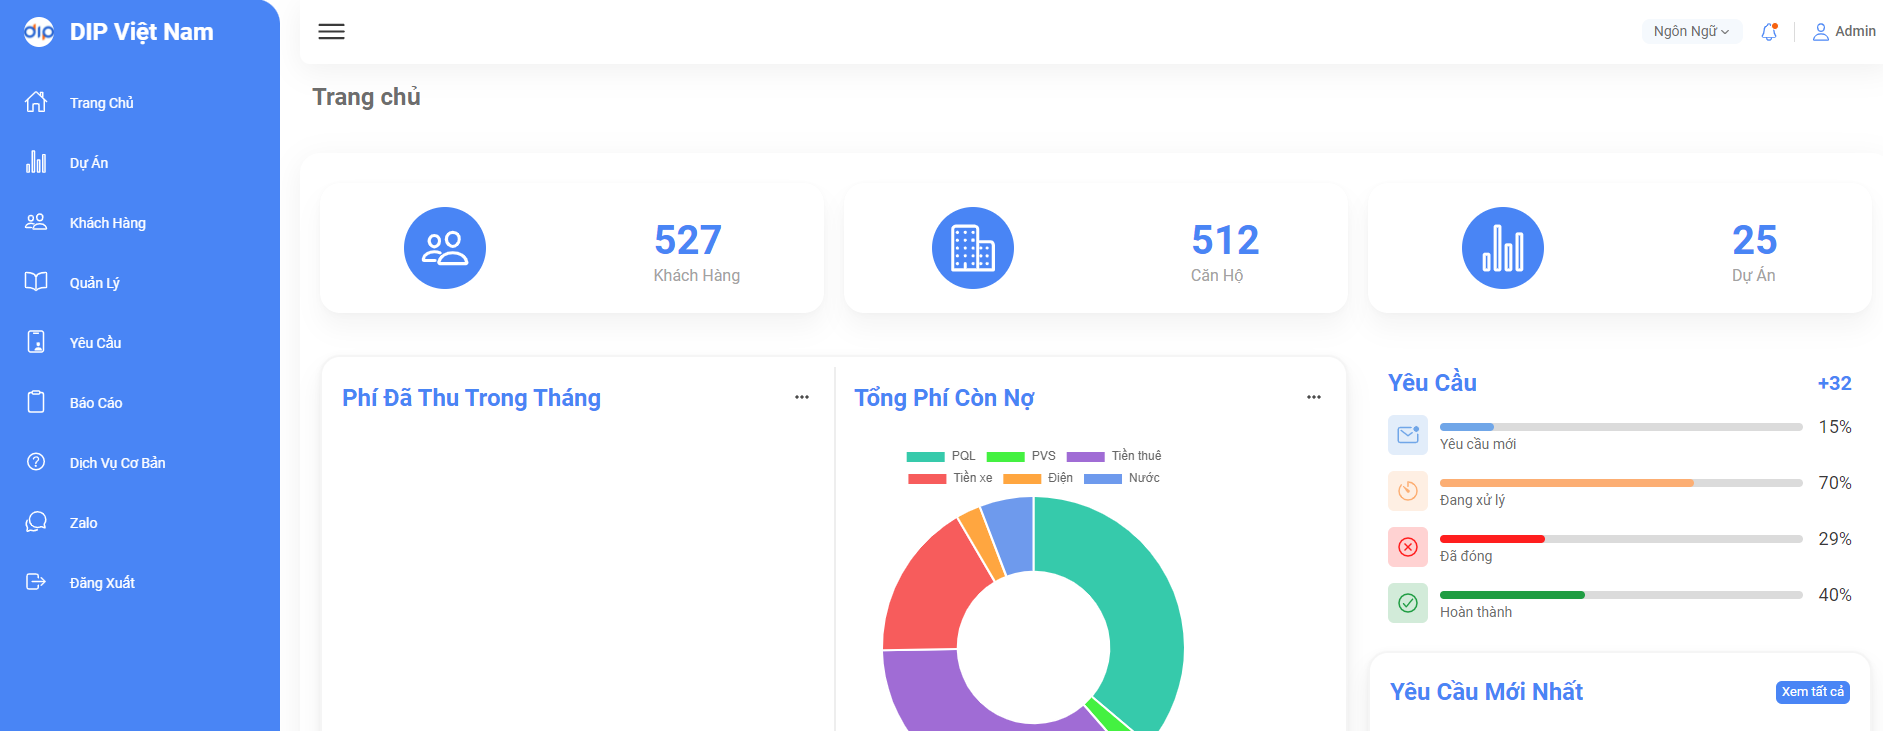 dip DIP Việt Nam
Trang Chủ
Dự Án
Khách Hàng
Quản Lý
Yêu Cầu
Báo Cáo
Dịch Vụ Cơ Bản
Zalo
Đăng Xuất
Ngôn Ngữ
Admin
Trang chủ
527
Khách Hàng
512
Căn Hộ
25
Dự Án
Phí Đã Thu Trong Tháng
Tổng Phí Còn Nợ
PQL PVS Tiền thuê
Tiền xe Điện Nước
Yêu Cầu +32
15%
Yêu cầu mới
70%
Đang xử lý
29%
Đã đóng
40%
Hoàn thành
Yêu Cầu Mới Nhất Xem tất cả